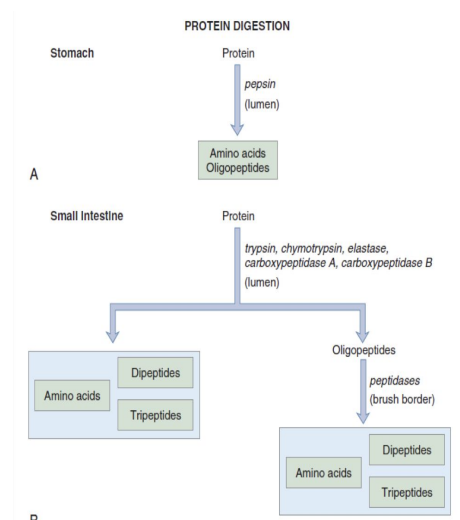 PROTEIN DIGESTION
Stomach
Protein
pepsin
(lumen)
Amino acids
Oligopeptides
A
Small Intestine
Protein
trypsin, chymotrypsin, elastase,
carboxypeptidase A, carboxypeptidase B
(lumen)
Amino acids
Dipeptides
Tripeptides
Oligopeptides
peptidases
(brush border)
Amino acids
Dipeptides
Tripeptides